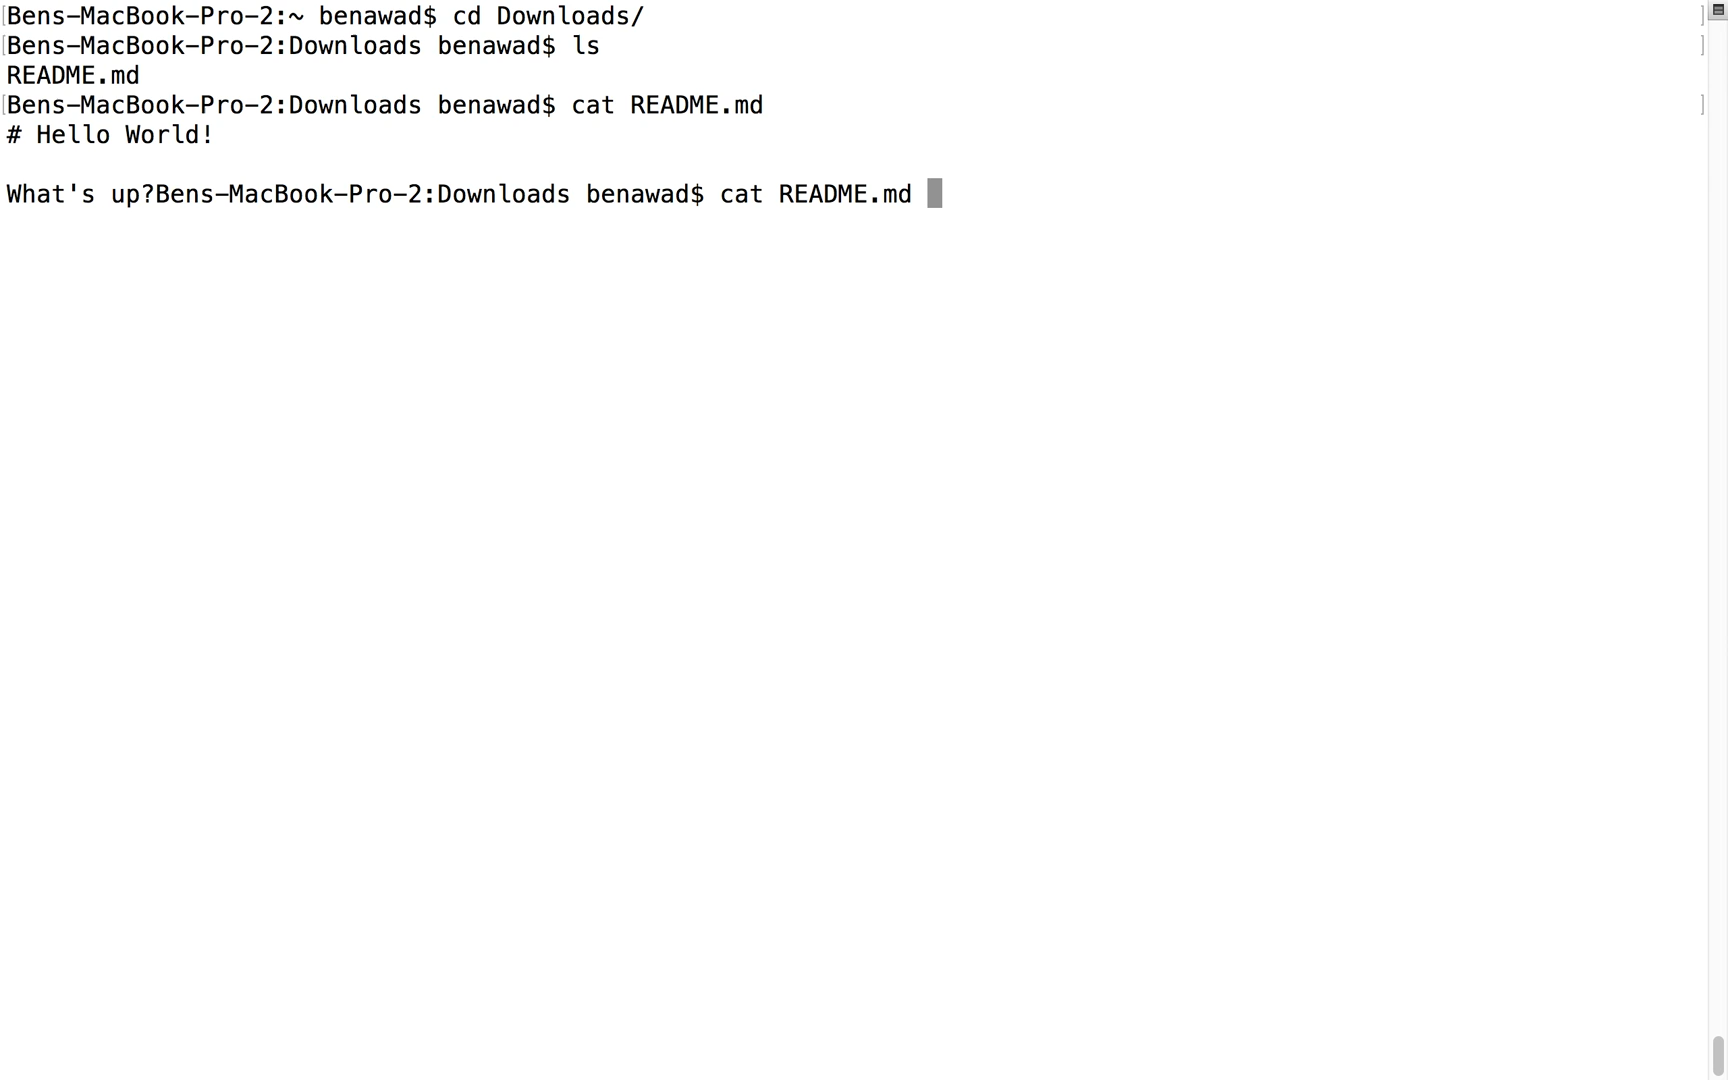 Bens-MacBook-Pro-2:~ benawad$ cd Downloads/
Bens-MacBook-Pro-2:Downloads benawad$ ls
README.md
Bens-MacBook-Pro-2:Downloads benawad$ cat README.md
# Hello World!
What's up?Bens-MacBook-Pro-2:Downloads benawad$ cat README.md